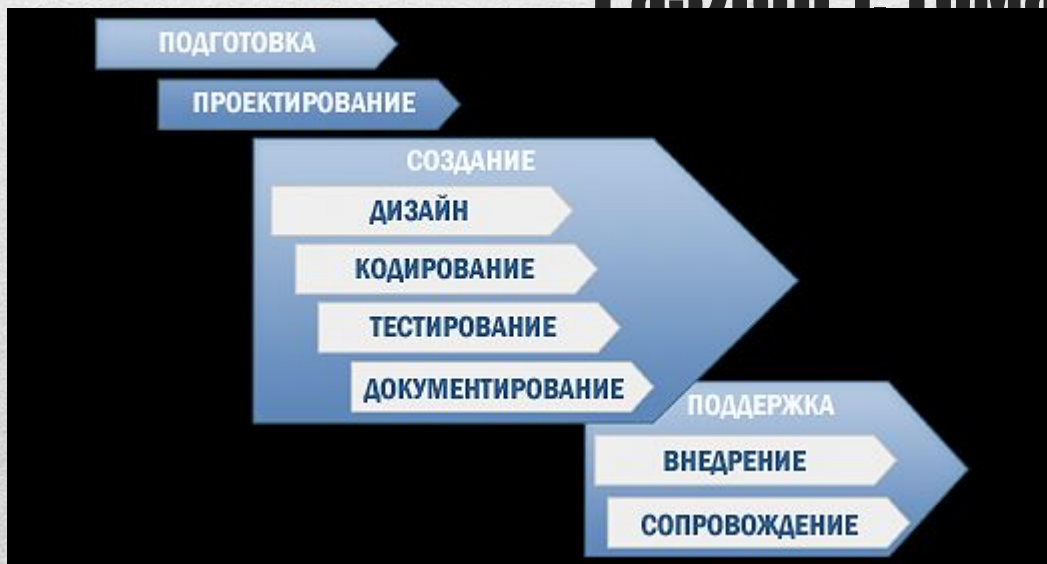 ПОДГОТОВКА
ПРОЕКТИРОВАНИЕ
СОЗДАНИЕ
ДИЗАЙН
КОДИРОВАНИЕ
ТЕСТИРОВАНИЕ
ДОКУМЕНТИРОВАНИЕ
ПОДДЕРЖКА
ВНЕДРЕНИЕ
СОПРОВОЖДЕНИЕ